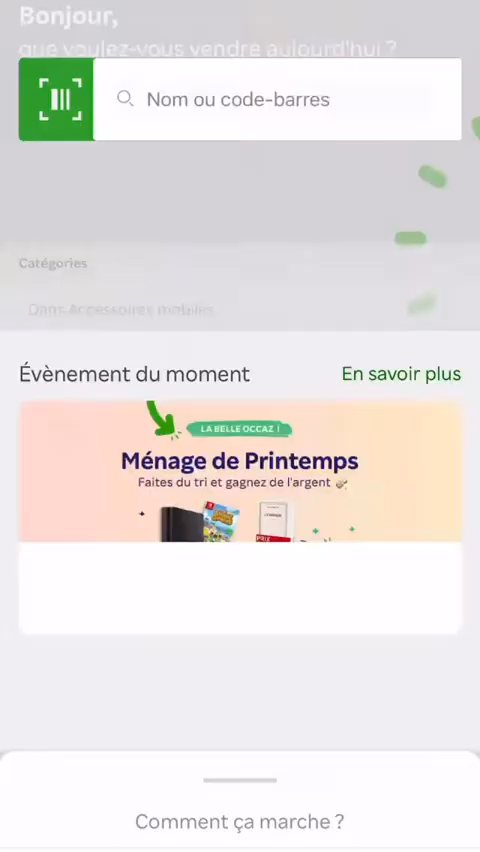 Bonjour,
que voulez-vous vendre aujourd'hui ?
Nom ou code-barres
Catégories
Dans Accessoires mobiles
Évènement du moment
En savoir plus
LA BELLE OCCAZ !
Ménage de Printemps
Faites du tri et gagnez de l'argent
Comment ça marche ?